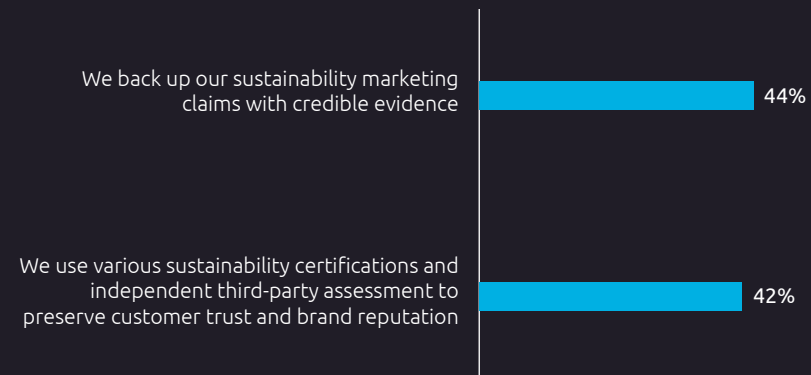 We back up our sustainability marketing
claims with credible evidence
44%
We use various sustainability certifications and
independent third-party assessment to
preserve customer trust and brand reputation
42%